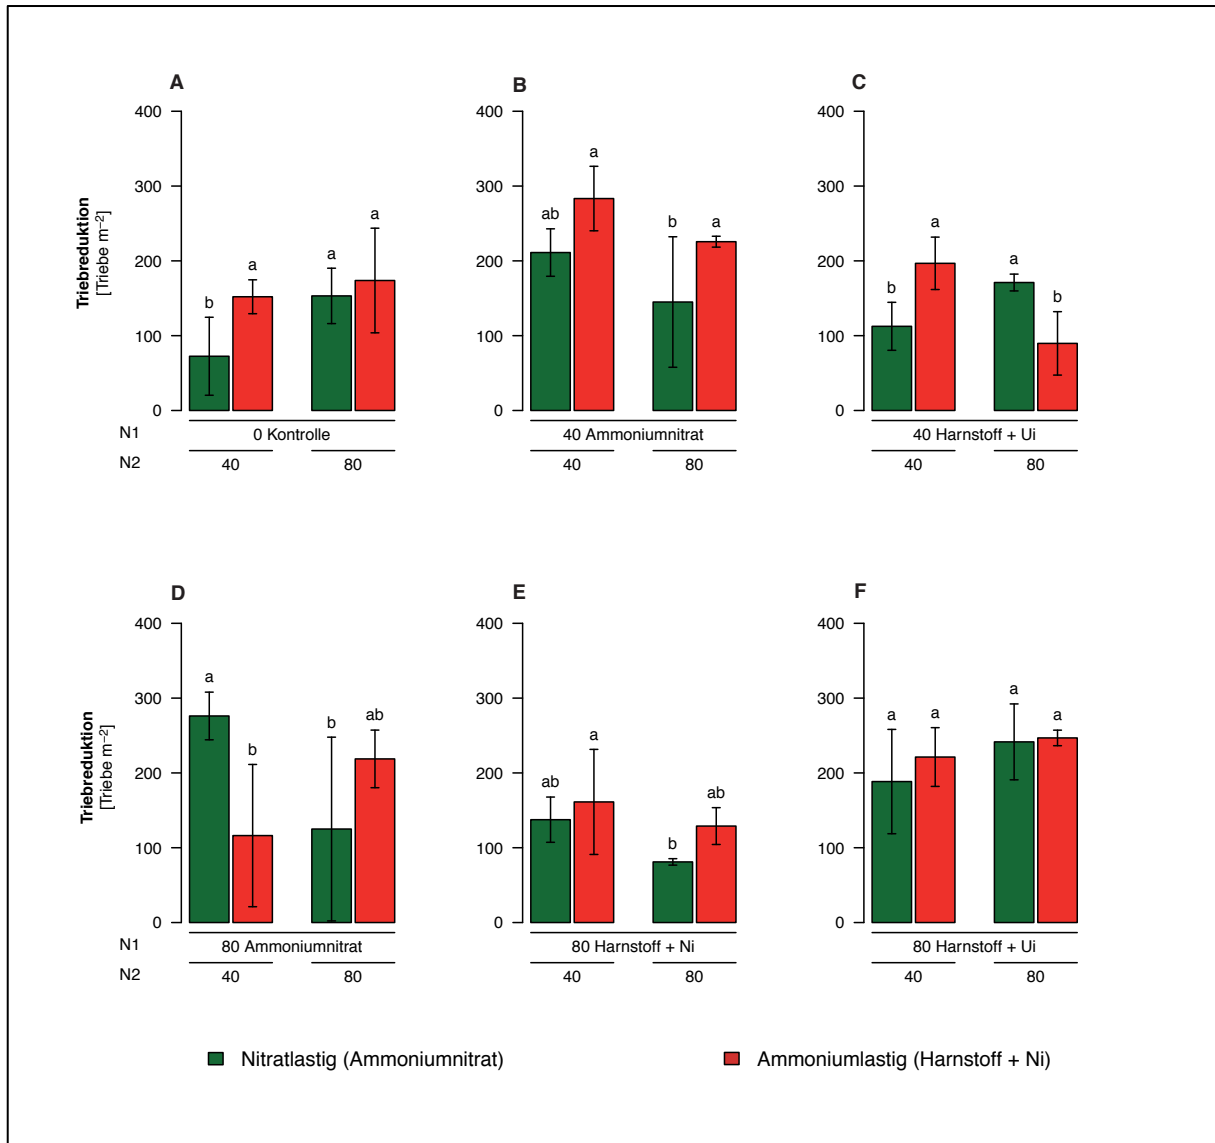 A B C
400 400 400
a
300 300 300
a ab a a
a a b a
200 200 200
a b a b
b
100 100 100
0 0 0
Triebreduktion
[Triebe m⁻²]
N1 0 Kontrolle 40 Ammoniumnitrat 40 Harnstoff + Ui
N2 40 80 40 80 40 80
D E F
400 400 400
a ab a a a a
300 300 300
b b ab a ab
200 200 200
b
100 100 100
0 0 0
Triebreduktion
[Triebe m⁻²]
N1 80 Ammoniumnitrat 80 Harnstoff + Ni 80 Harnstoff + Ui
N2 40 80 40 80 40 80
Nitratlastig (Ammoniumnitrat) Ammoniumlastig (Harnstoff + Ni)